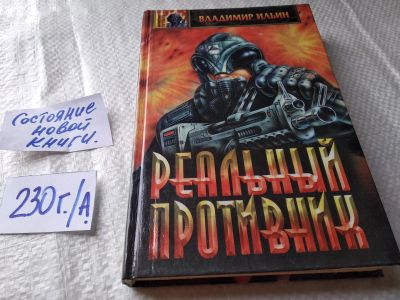 ВЛАДИМИР ИЛЬИН
Состояние
новой
книги.
РЕАЛЬНЫЙ
ПРОТИВНИК
230г./А